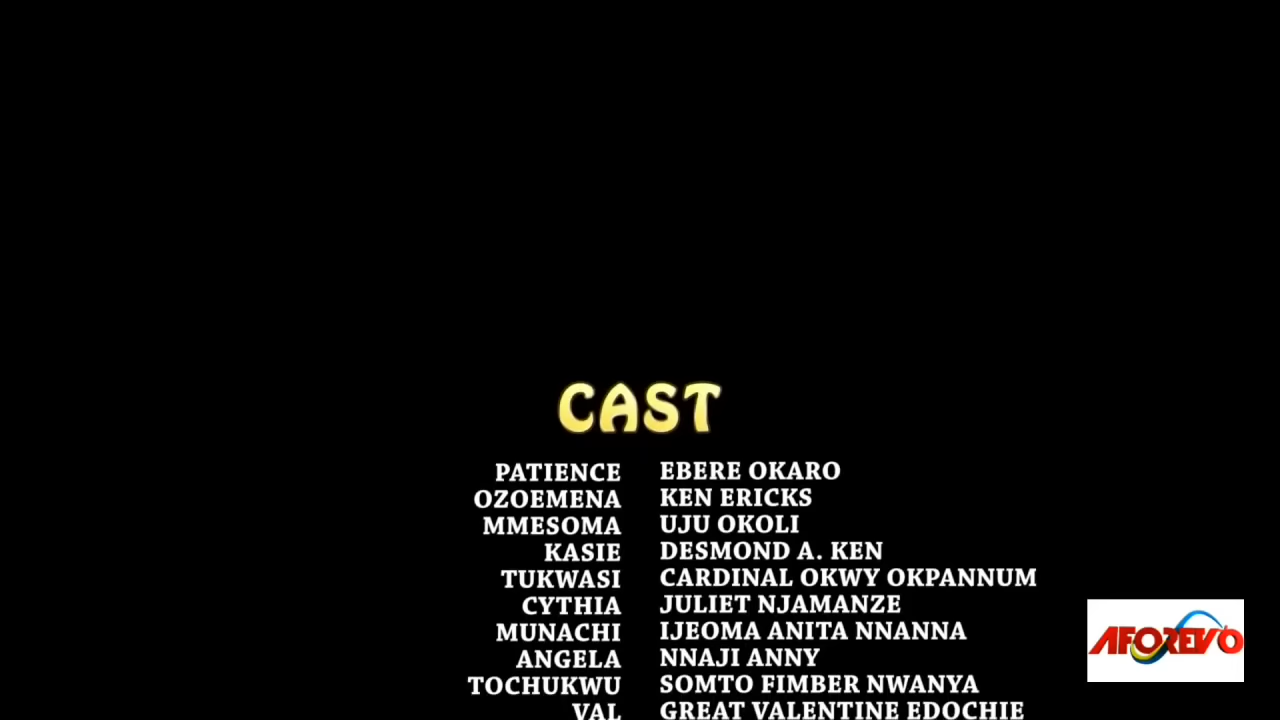 CAST
PATIENCE EBERE OKARO
OZOEMENA KEN ERICKS
MMESOMA UJU OKOLI
KASIE DESMOND A. KEN
TUKWASI CARDINAL OKWY OKPANNUM
CYTHIA JULIET NJAMANZE
MUNACHI IJEOMA ANITA NNANNA
ANGELA NNAJI ANNY
TOCHUKWU SOMTO FIMBER NWANYA
VAL GREAT VALENTINE EDOCHIE
AFOREVO